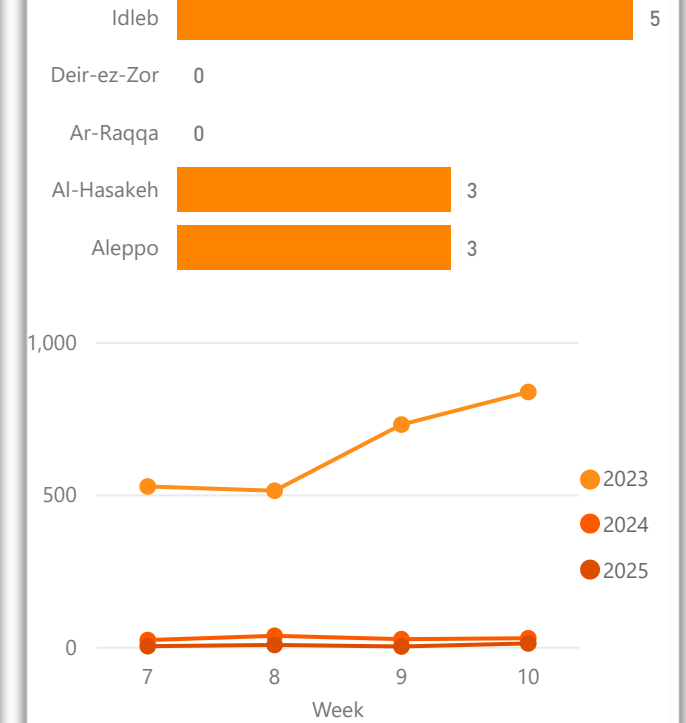 Idleb 5
Deir-ez-Zor 0
Ar-Raqqa 0
Al-Hasakeh 3
Aleppo 3
1,000
500
0
2023
2024
2025
7 8 9 10
Week